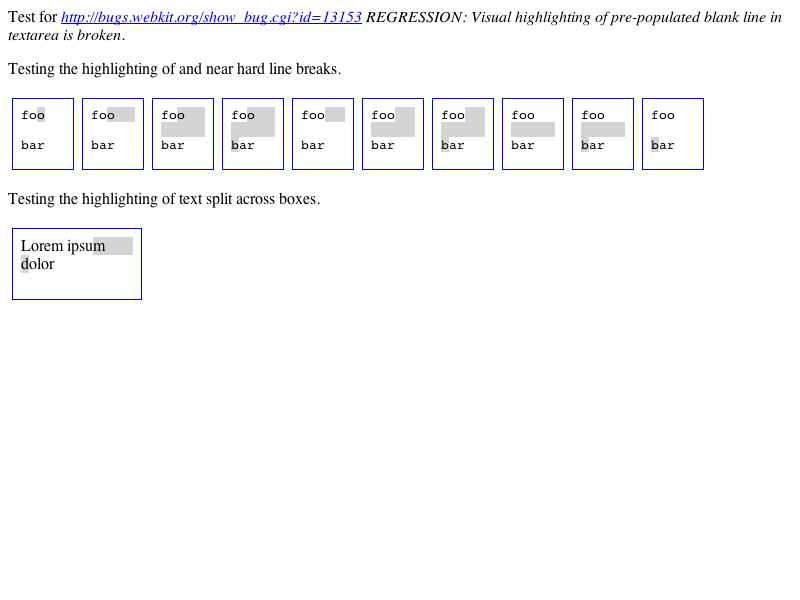 Test for http://bugs.webkit.org/show_bug.cgi?id=13153 REGRESSION: Visual highlighting of pre-populated blank line in
textarea is broken.
Testing the highlighting of and near hard line breaks.
foo foo foo foo foo foo foo foo foo foo
bar bar bar bar bar bar bar bar bar bar
Testing the highlighting of text split across boxes.
Lorem ipsum
dolor